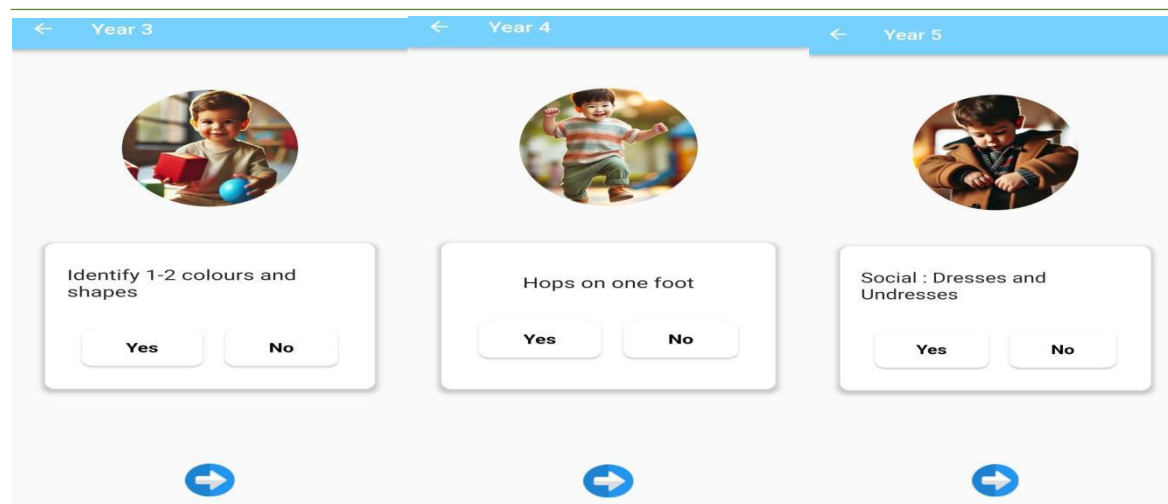 Year 3
Identify 1-2 colours and
shapes
Yes No
Year 4
Hops on one foot
Yes No
Year 5
Social : Dresses and
Undresses
Yes No